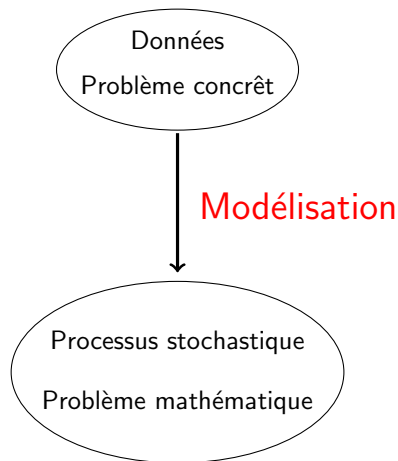 Données
Problème concrêt
Modélisation
Processus stochastique
Problème mathématique